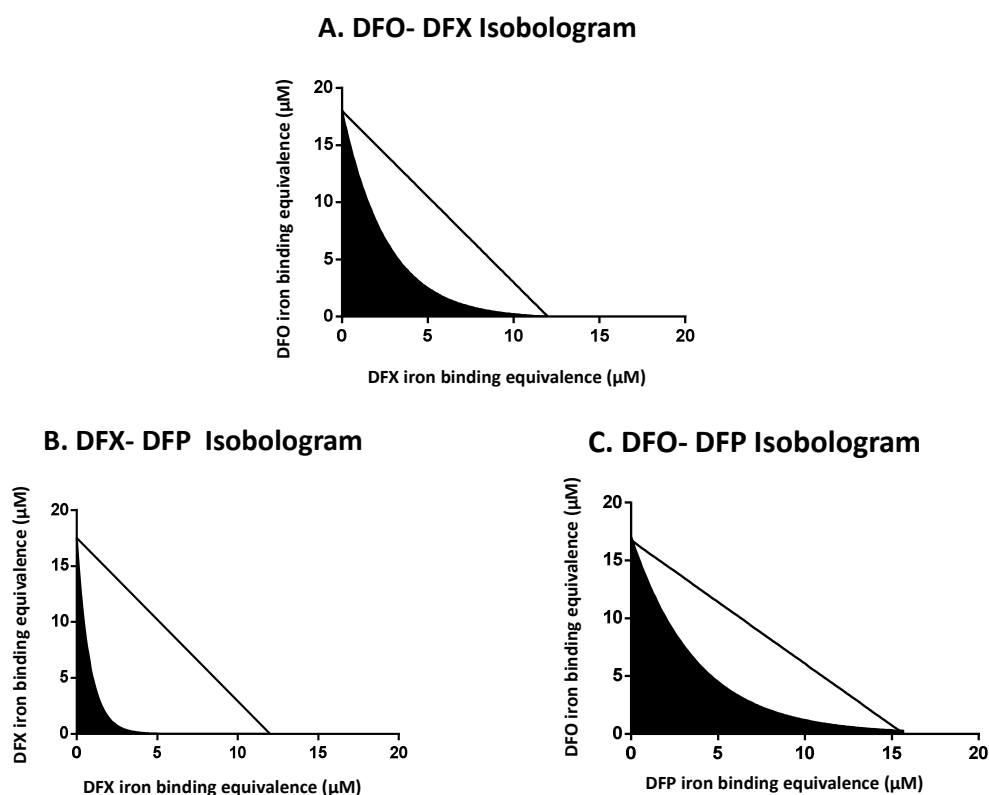 A. DFO- DFX Isobologram
DFO iron binding equivalence (µM)
20
15
10
5
0
0 5 10 15 20
DFX iron binding equivalence (µM)
B. DFX- DFP Isobologram
DFX iron binding equivalence (µM)
20
15
10
5
0
0 5 10 15 20
DFX iron binding equivalence (µM)
C. DFO- DFP Isobologram
DFO iron binding equivalence (µM)
20
15
10
5
0
0 5 10 15 20
DFP iron binding equivalence (µM)